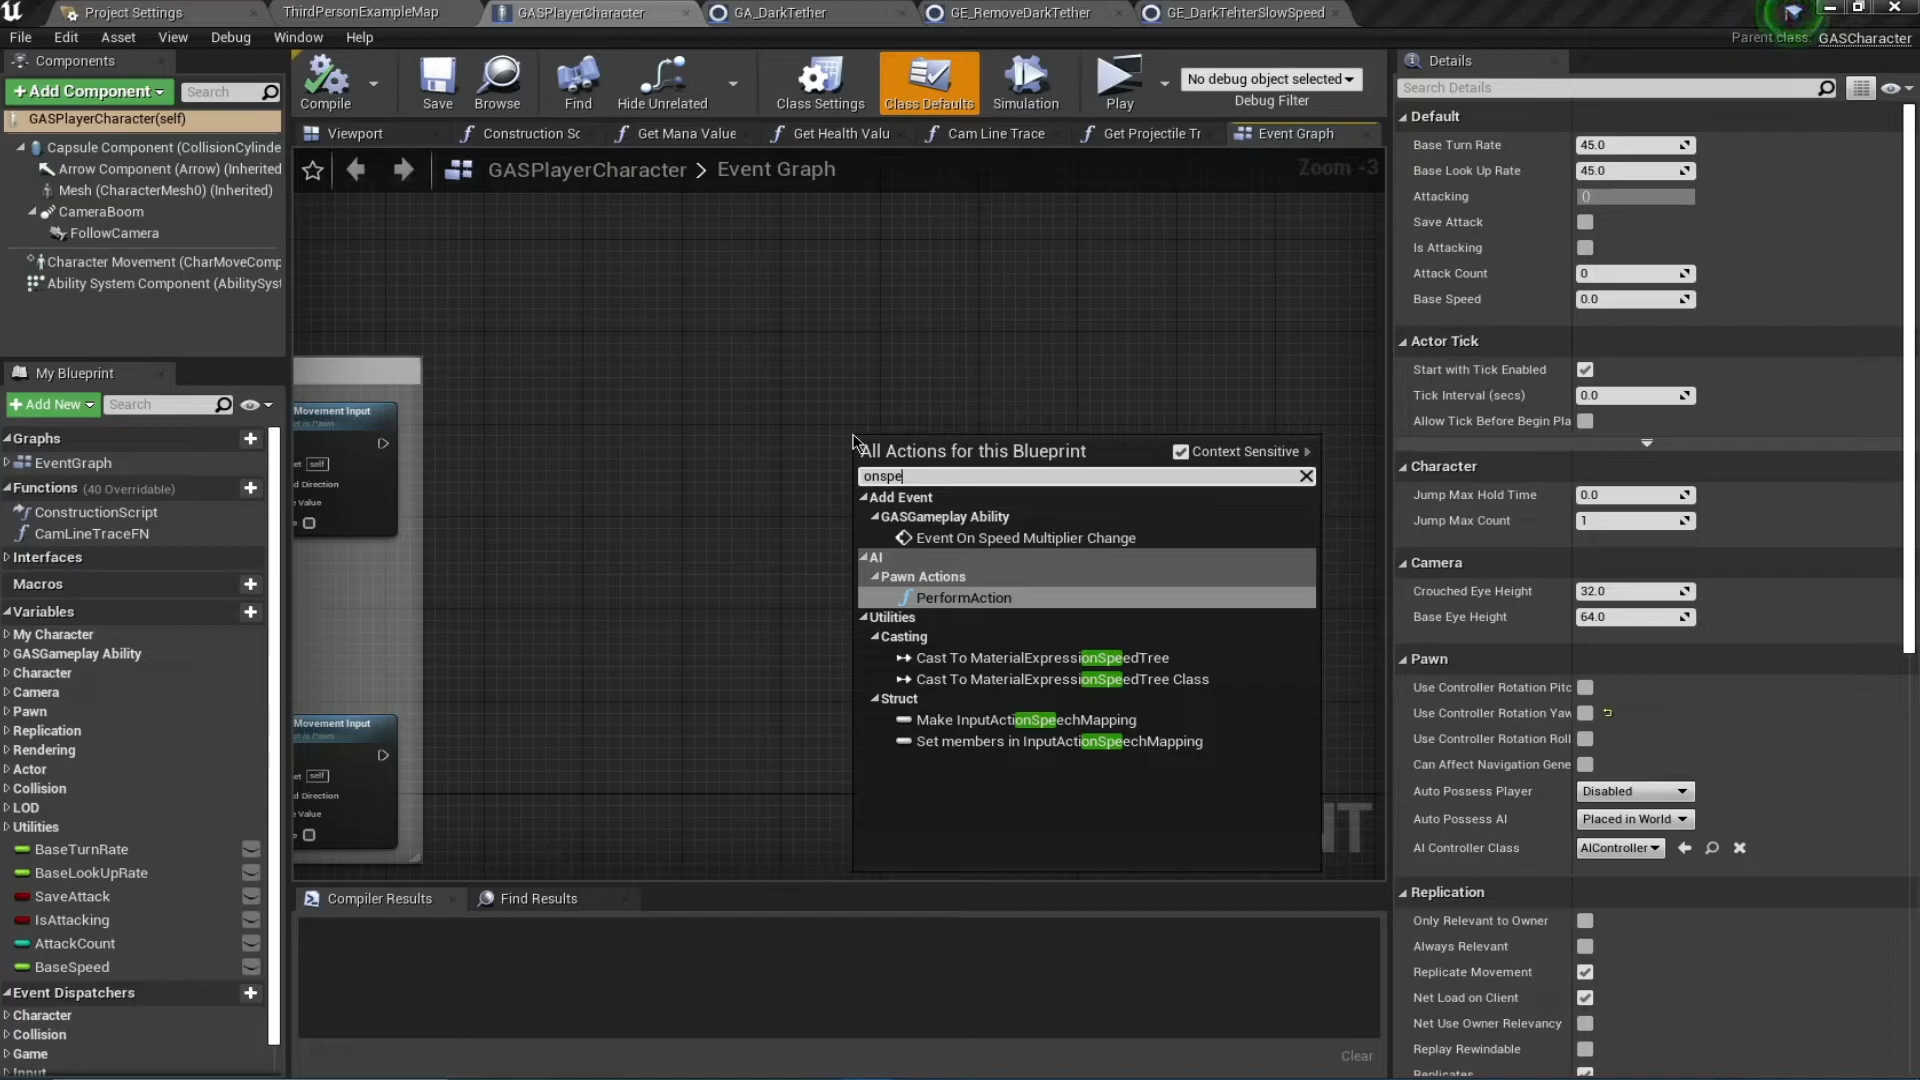 Project Settings
ThirdPersonExampleMap
GASPlayerCharacter
GA_DarkTether
GE_RemoveDarkTether
GE_DarkTehterSlowSpeed
File Edit Asset View Debug Window Help
Parent class: GASCharacter
Components
+Add Component
Search
GASPlayerCharacter(self)
Capsule Component (CollisionCylinde
Arrow Component (Arrow) (Inherited
Mesh (CharacterMesh0) (Inherited)
CameraBoom
FollowCamera
Character Movement (CharMoveComp
Ability System Component (AbilitySyst
My Blueprint
+Add New
Search
Graphs
EventGraph
Functions (40 Overridable)
ConstructionScript
CamLineTraceFN
Interfaces
Macros
Variables
My Character
GASGameplay Ability
Character
Camera
Pawn
Replication
Rendering
Actor
Collision
LOD
Utilities
BaseTurnRate
BaseLookUpRate
SaveAttack
IsAttacking
AttackCount
BaseSpeed
Event Dispatchers
Character
Collision
Game
Input
Compile
Save
Browse
Find
Hide Unrelated
Class Settings
Class Defaults
Simulation
Play
No debug object selected
Debug Filter
Viewport
Construction Sc
Get Mana Value
Get Health Valu
Cam Line Trace
Get Projectile Tr
Event Graph
GASPlayerCharacter > Event Graph
Zoom -3
Movement Input
et is Pawn
et self
d Direction
Value
Movement Input
et is Pawn
et self
d Direction
Value
All Actions for this Blueprint
Context Sensitive
onspe
Add Event
GASGameplay Ability
Event On Speed Multiplier Change
AI
Pawn Actions
PerformAction
Utilities
Casting
Cast To MaterialExpressionSpeedTree
Cast To MaterialExpressionSpeedTree Class
Struct
Make InputActionSpeechMapping
Set members in InputActionSpeechMapping
NT
Compiler Results
Find Results
Clear
Details
Search Details
Default
Base Turn Rate 45.0
Base Look Up Rate 45.0
Attacking ()
Save Attack
Is Attacking
Attack Count 0
Base Speed 0.0
Actor Tick
Start with Tick Enabled
Tick Interval (secs) 0.0
Allow Tick Before Begin Pla
Character
Jump Max Hold Time 0.0
Jump Max Count 1
Camera
Crouched Eye Height 32.0
Base Eye Height 64.0
Pawn
Use Controller Rotation Pitc
Use Controller Rotation Yaw
Use Controller Rotation Roll
Can Affect Navigation Gene
Auto Possess Player Disabled
Auto Possess AI Placed in World
AI Controller Class AIController
Replication
Only Relevant to Owner
Always Relevant
Replicate Movement
Net Load on Client
Net Use Owner Relevancy
Replay Rewindable
Replicates